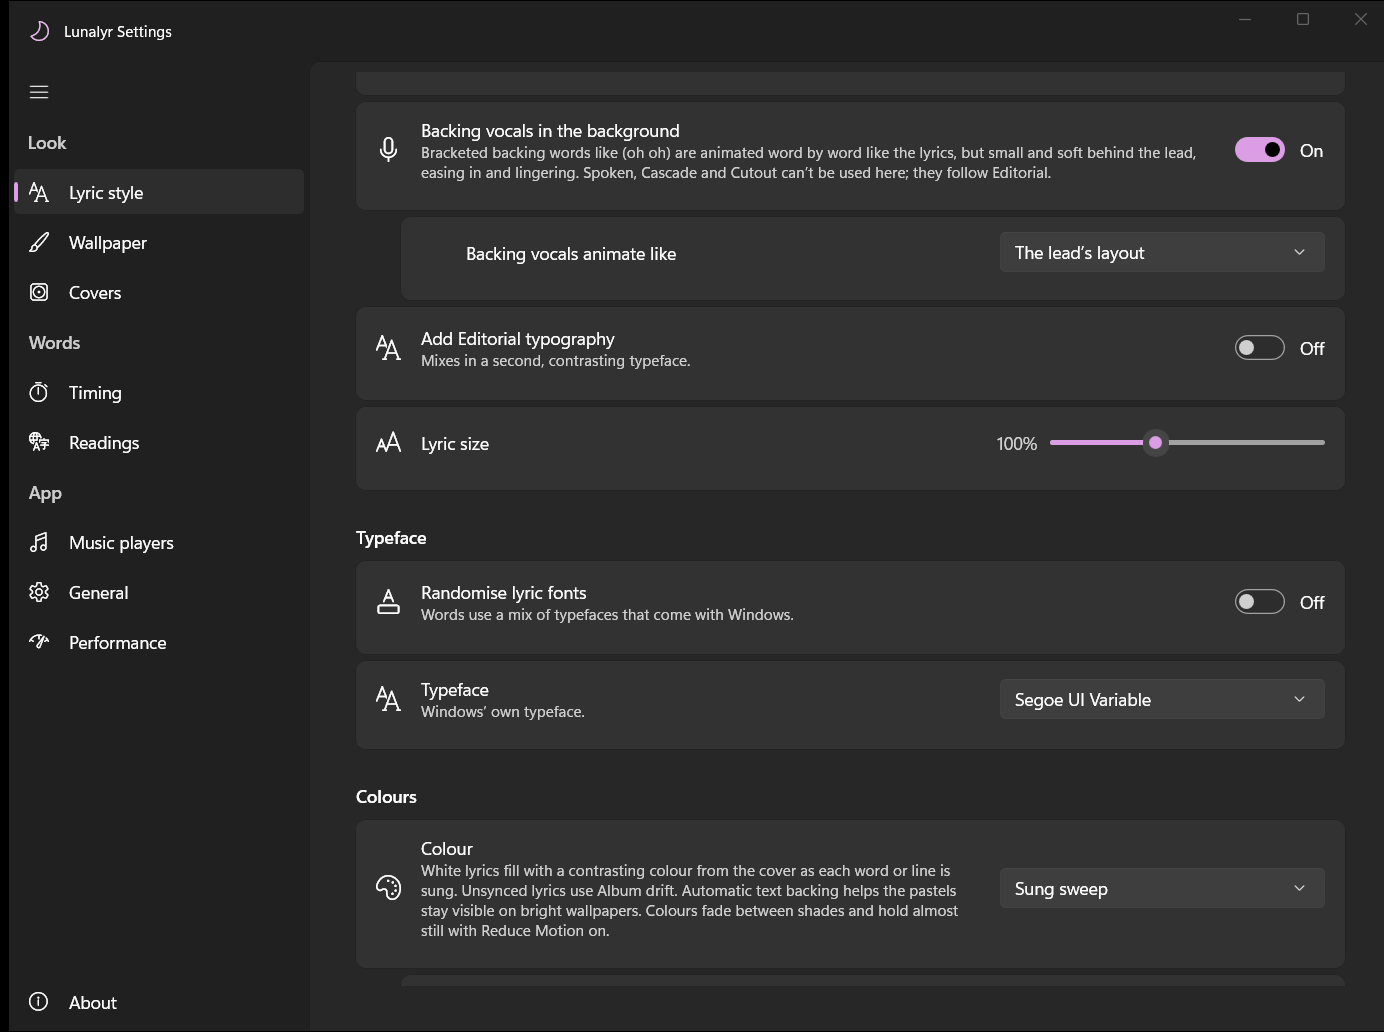 Lunalyr Settings
Look
Lyric style
Wallpaper
Covers
Words
Timing
Readings
App
Music players
General
Performance
About
Backing vocals in the background
Bracketed backing words like (oh oh) are animated word by word like the lyrics, but small and soft behind the lead,
easing in and lingering. Spoken, Cascade and Cutout can’t be used here; they follow Editorial.
On
Backing vocals animate like
The lead’s layout
Add Editorial typography
Mixes in a second, contrasting typeface.
Off
Lyric size
100%
Typeface
Randomise lyric fonts
Words use a mix of typefaces that come with Windows.
Off
Typeface
Windows’ own typeface.
Segoe UI Variable
Colours
Colour
White lyrics fill with a contrasting colour from the cover as each word or line is
sung. Unsynced lyrics use Album drift. Automatic text backing helps the pastels
stay visible on bright wallpapers. Colours fade between shades and hold almost
still with Reduce Motion on.
Sung sweep